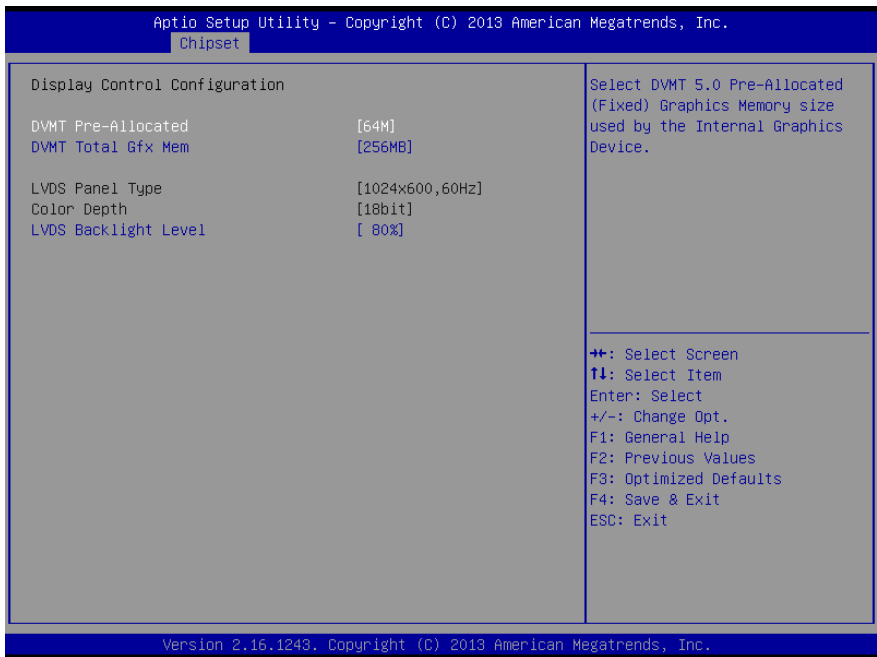 Aptio Setup Utility – Copyright (C) 2013 American Megatrends, Inc.
Chipset
Display Control Configuration
DVMT Pre-Allocated [64M]
DVMT Total Gfx Mem [256MB]
LVDS Panel Type [1024x600,60Hz]
Color Depth [18bit]
LVDS Backlight Level [ 80%]
Select DVMT 5.0 Pre-Allocated
(Fixed) Graphics Memory size
used by the Internal Graphics
Device.
→←: Select Screen
↑↓: Select Item
Enter: Select
+/-: Change Opt.
F1: General Help
F2: Previous Values
F3: Optimized Defaults
F4: Save & Exit
ESC: Exit
Version 2.16.1243. Copyright (C) 2013 American Megatrends, Inc.